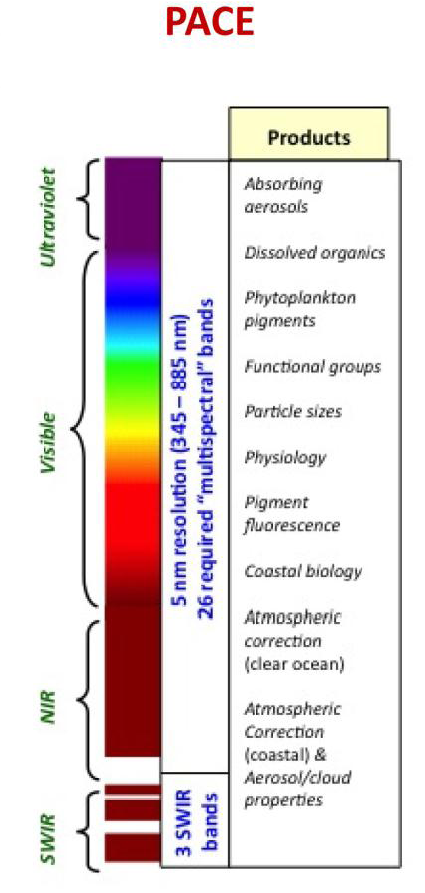 PACE
Products
Ultraviolet
Visible
NIR
SWIR
5 nm resolution (345 – 885 nm)
26 required “multispectral” bands
3 SWIR
bands
Absorbing
aerosols
Dissolved organics
Phytoplankton
pigments
Functional groups
Particle sizes
Physiology
Pigment
fluorescence
Coastal biology
Atmospheric
correction
(clear ocean)
Atmospheric
Correction
(coastal) &
Aerosol/cloud
properties